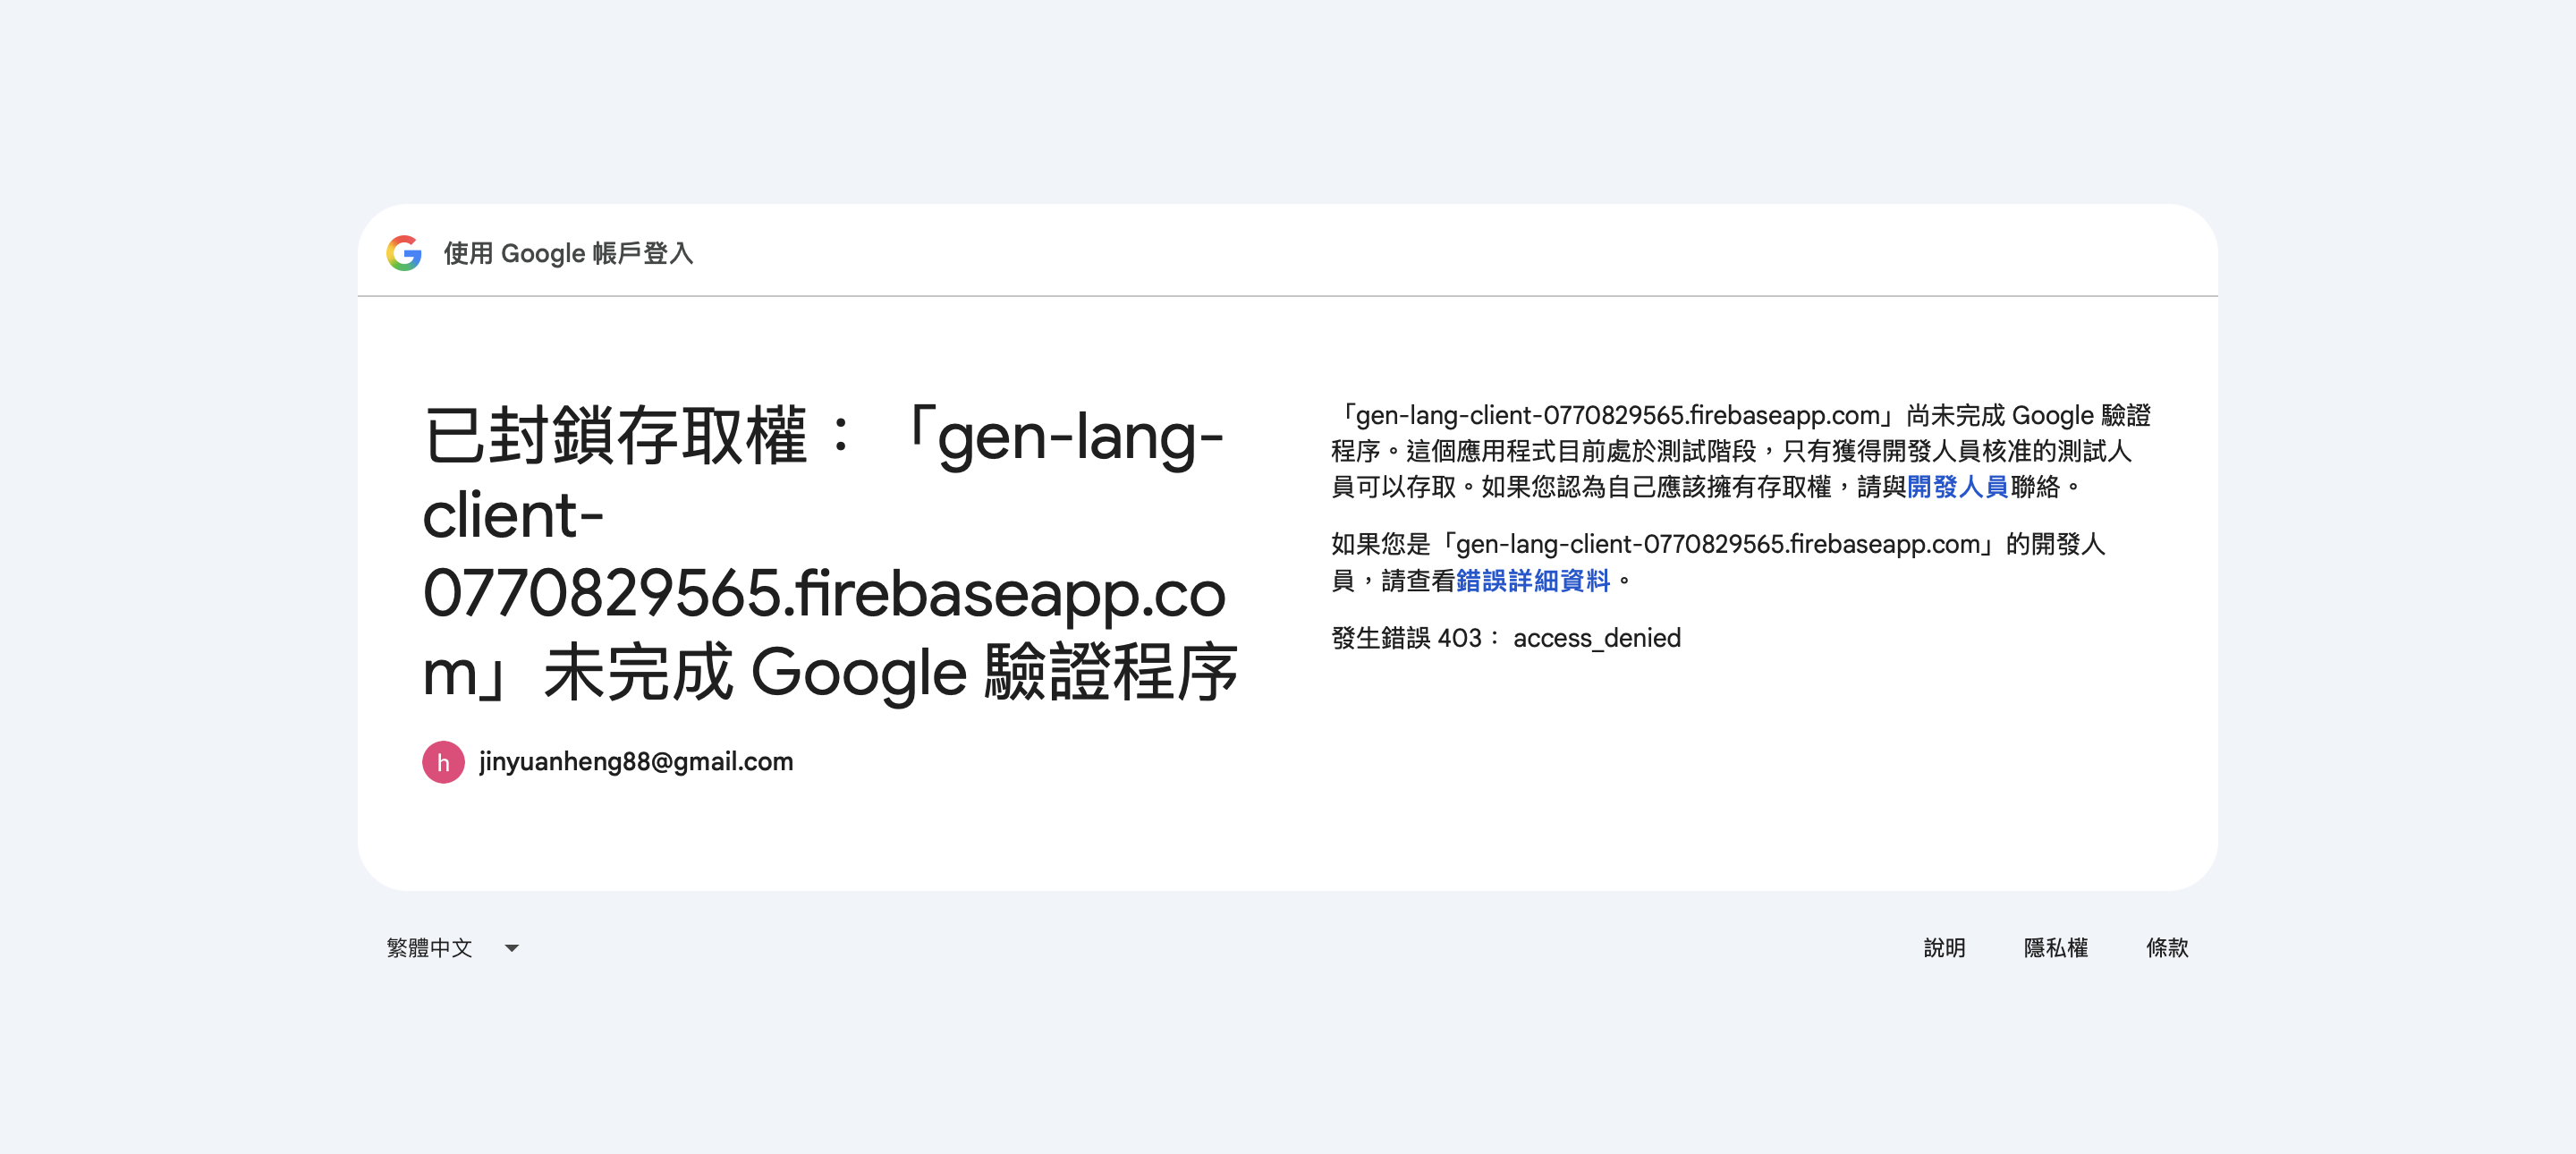 使用 Google 帳戶登入
已封鎖存取權：「gen-lang-
client-
0770829565.firebaseapp.co
m」未完成 Google 驗證程序
h jinyuanheng88@gmail.com
「gen-lang-client-0770829565.firebaseapp.com」尚未完成 Google 驗證
程序。這個應用程式目前處於測試階段，只有獲得開發人員核准的測試人
員可以存取。如果您認為自己應該擁有存取權，請與開發人員聯絡。
如果您是「gen-lang-client-0770829565.firebaseapp.com」的開發人
員，請查看錯誤詳細資料。
發生錯誤 403： access_denied
繁體中文
說明 隱私權 條款